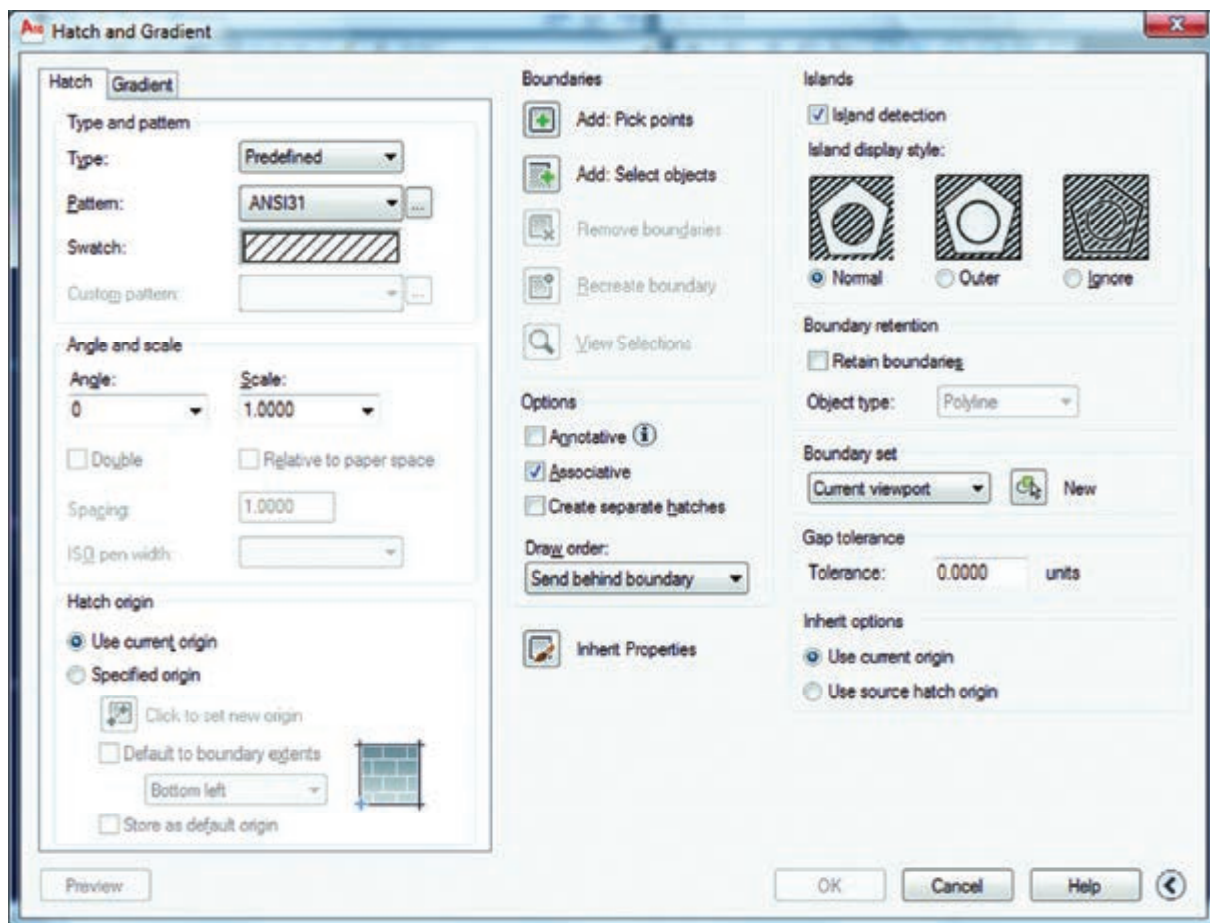 Hatch and Gradient
X
Hatch
Gradient
Type and pattern
Type:
Predefined
Pattern:
ANSI31
...
Swatch:
Custom pattern:
...
Angle and scale
Angle:
Scale:
0
1.0000
Double
Relative to paper space
Spacing:
1.0000
ISO pen width:
Hatch origin
Use current origin
Specified origin
Click to set new origin
Default to boundary extents
Bottom left
Store as default origin
Preview
Boundaries
Add: Pick points
Add: Select objects
Remove boundaries
Recreate boundary
View Selections
Options
Annotative
Associative
Create separate hatches
Draw order:
Send behind boundary
Inherit Properties
Islands
Island detection
Island display style:
Normal
Outer
Ignore
Boundary retention
Retain boundaries
Object type:
Polyline
Boundary set
Current viewport
New
Gap tolerance
Tolerance:
0.0000
units
Inherit options
Use current origin
Use source hatch origin
OK
Cancel
Help